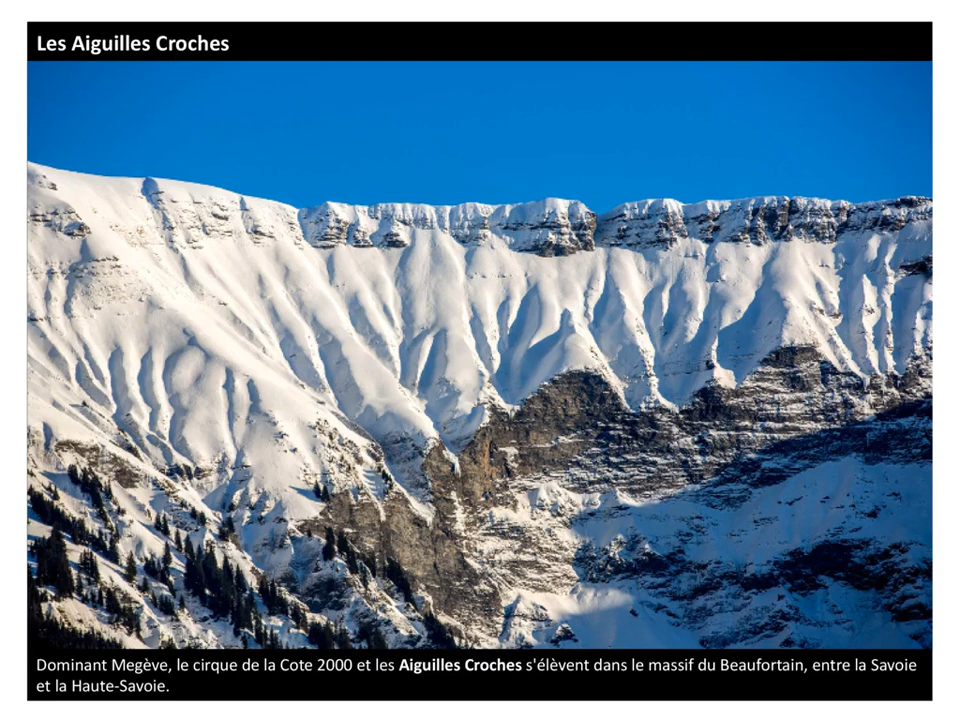 Les Aiguilles Croches
Dominant Megève, le cirque de la Cote 2000 et les Aiguilles Croches s'élèvent dans le massif du Beaufortain, entre la Savoie
et la Haute-Savoie.